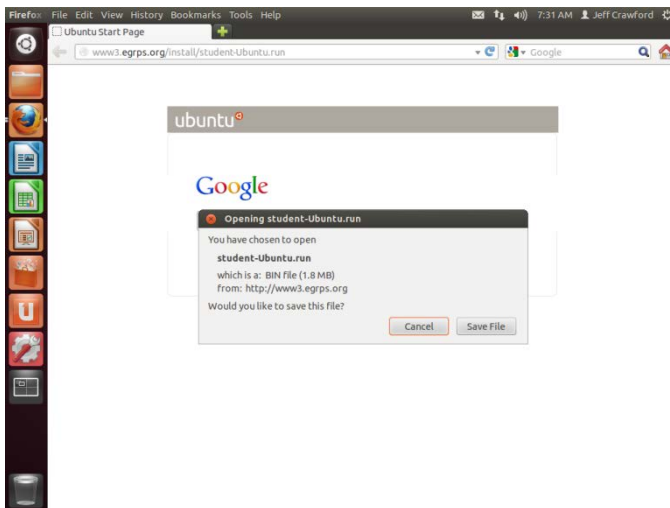 Firefox File Edit View History Bookmarks Tools Help 7:31 AM Jeff Crawford
Ubuntu Start Page
www3.egrps.org/install/student-Ubuntu.run Google
ubuntu
Google
Opening student-Ubuntu.run
You have chosen to open
student-Ubuntu.run
which is a: BIN file (1.8 MB)
from: http://www3.egrps.org
Would you like to save this file?
Cancel Save File